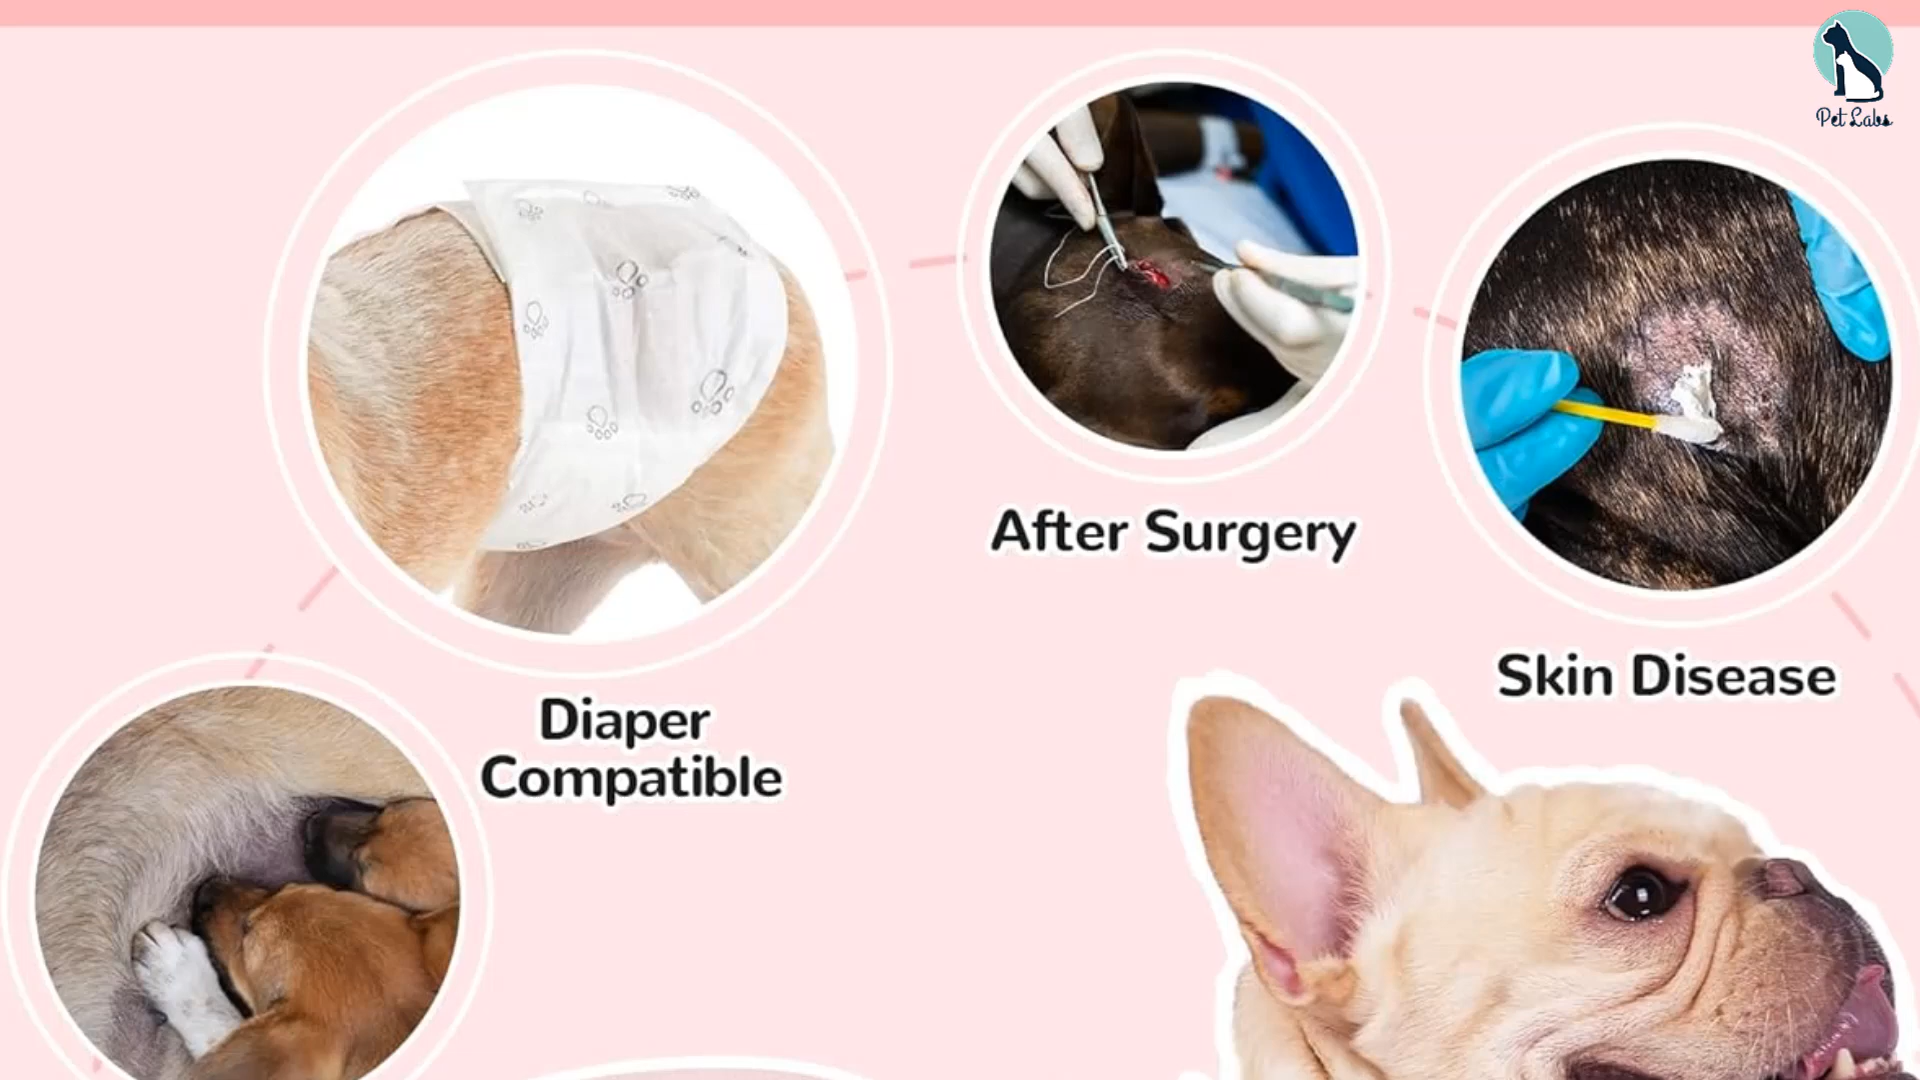 Pet Labs
After Surgery
Skin Disease
Diaper
Compatible